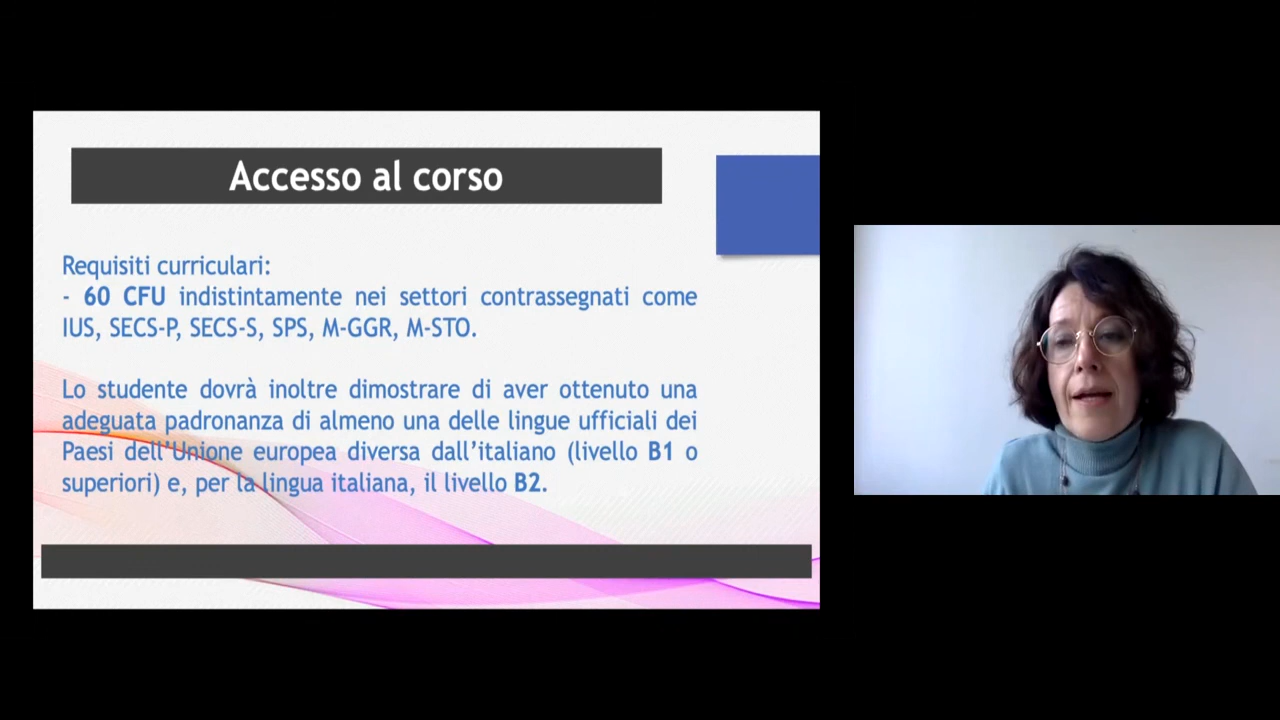 Accesso al corso
Requisiti curriculari:
- 60 CFU indistintamente nei settori contrassegnati come
IUS, SECS-P, SECS-S, SPS, M-GGR, M-STO.
Lo studente dovrà inoltre dimostrare di aver ottenuto una
adeguata padronanza di almeno una delle lingue ufficiali dei
Paesi dell’Unione europea diversa dall’italiano (livello B1 o
superiori) e, per la lingua italiana, il livello B2.